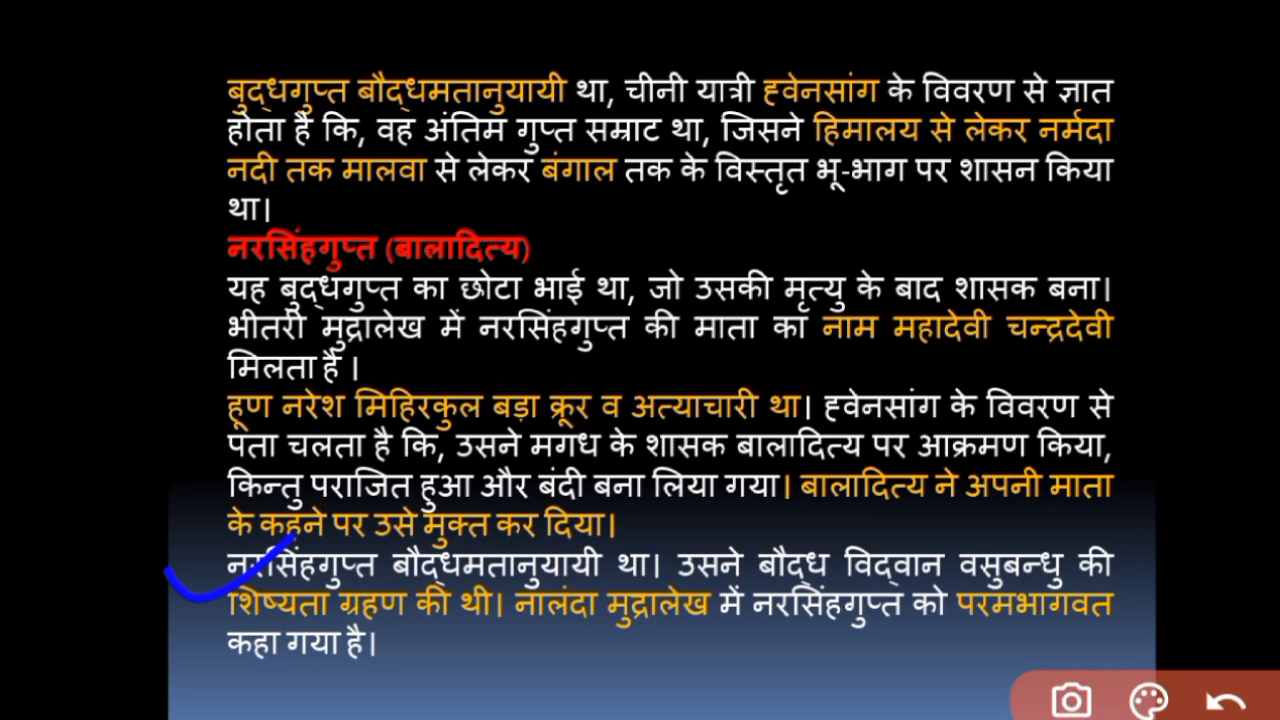 बुद्धगुप्त बौद्धमतानुयायी था, चीनी यात्री ह्वेनसांग के विवरण से ज्ञात
होता है कि, वह अंतिम गुप्त सम्राट था, जिसने हिमालय से लेकर नर्मदा
नदी तक मालवा से लेकर बंगाल तक के विस्तृत भू-भाग पर शासन किया
था।
नरसिंहगुप्त (बालादित्य)
यह बुद्धगुप्त का छोटा भाई था, जो उसकी मृत्यु के बाद शासक बना।
भीतरी मुद्रालेख में नरसिंहगुप्त की माता का नाम महादेवी चन्द्रदेवी
मिलता है ।
हूण नरेश मिहिरकुल बड़ा क्रूर व अत्याचारी था। ह्वेनसांग के विवरण से
पता चलता है कि, उसने मगध के शासक बालादित्य पर आक्रमण किया,
किन्तु पराजित हुआ और बंदी बना लिया गया। बालादित्य ने अपनी माता
के कहने पर उसे मुक्त कर दिया।
नरसिंहगुप्त बौद्धमतानुयायी था। उसने बौद्ध विद्वान वसुबन्धु की
शिष्यता ग्रहण की थी। नालंदा मुद्रालेख में नरसिंहगुप्त को परमभागवत
कहा गया है।